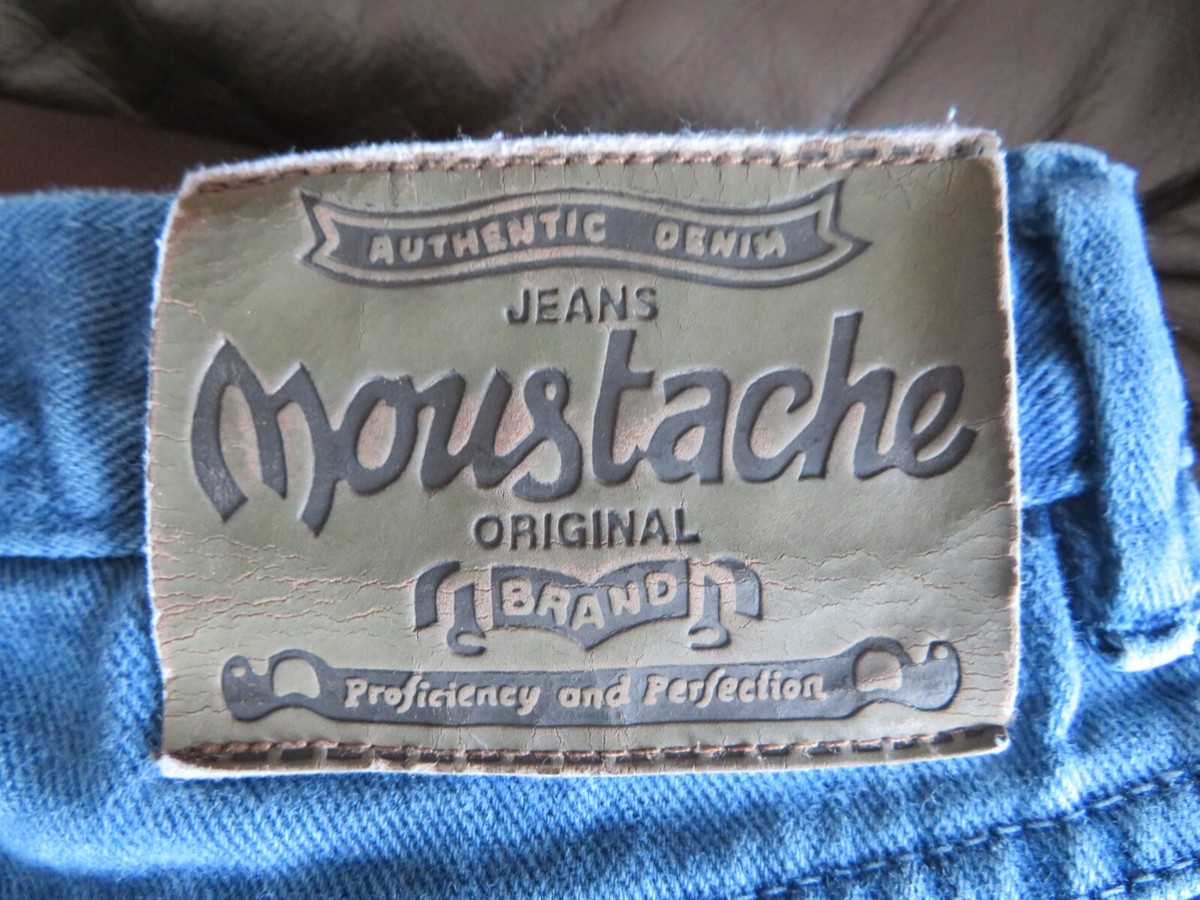 AUTHENTIC DENIM
JEANS
Moustache
ORIGINAL
BRAND
Proficiency and Perfection